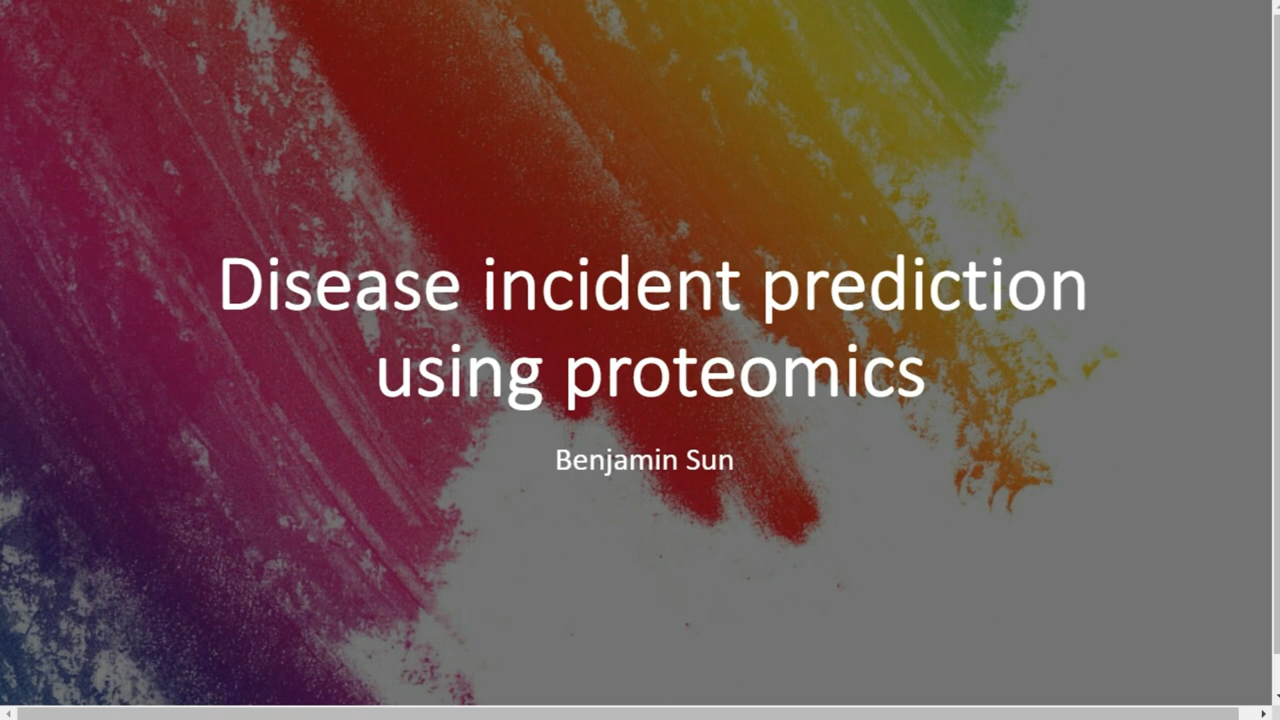 Disease incident prediction
using proteomics
Benjamin Sun